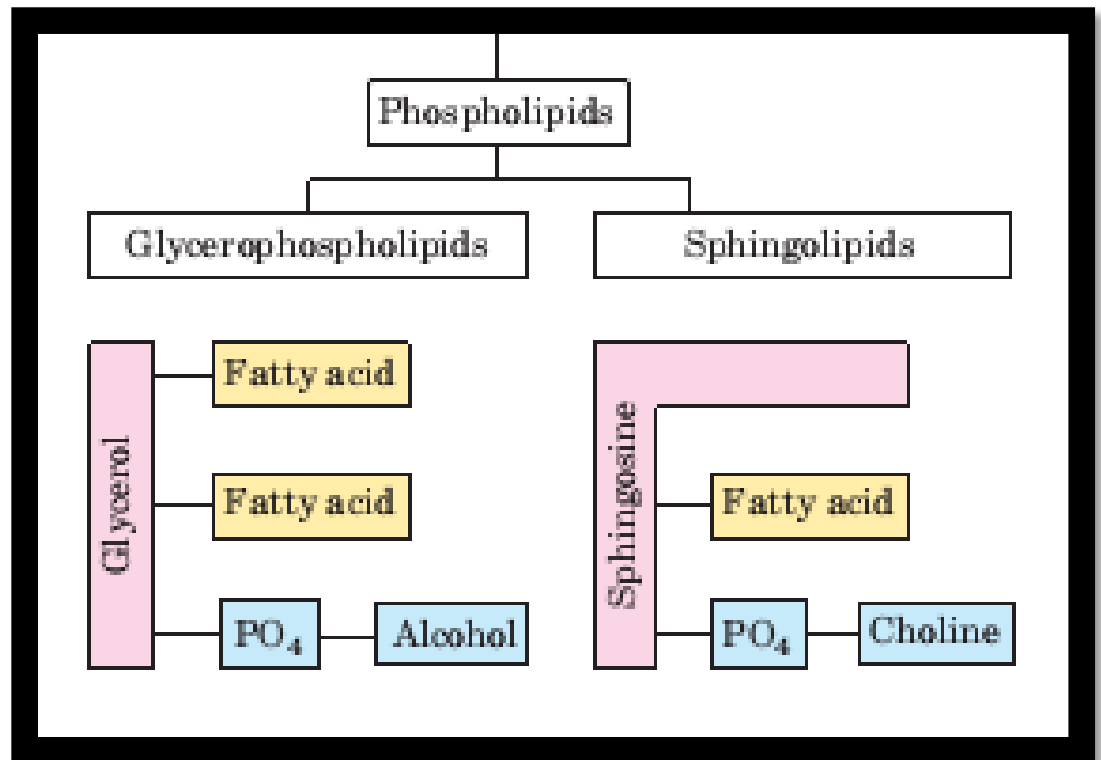 Phospholipids
Glycerophospholipids
Sphingolipids
Glycerol
Fatty acid
Fatty acid
PO₄
Alcohol
Sphingosine
Fatty acid
PO₄
Choline